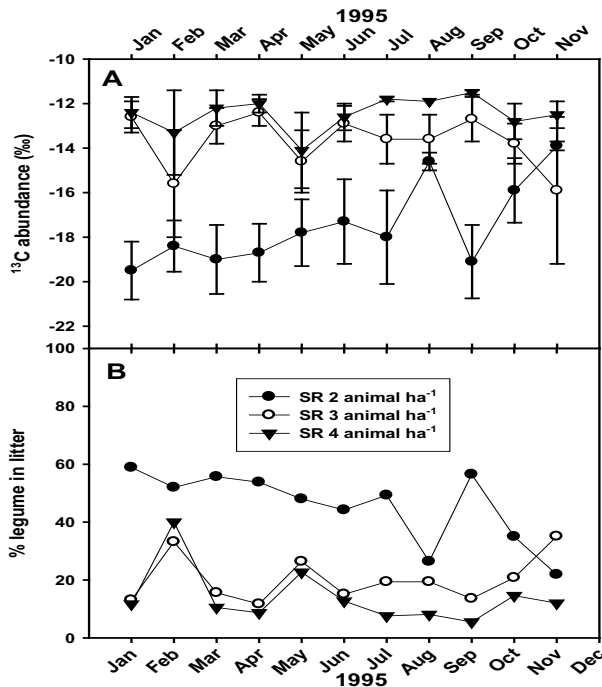 1995
Jan Feb Mar Apr May Jun Jul Aug Sep Oct Nov
A
-10
-12
-14
-16
-18
-20
-22
¹³C abundance (‰)
B
100
80
60
40
20
0
% legume in litter
SR 2 animal ha⁻¹
SR 3 animal ha⁻¹
SR 4 animal ha⁻¹
Jan Feb Mar Apr May Jun Jul Aug Sep Oct Nov Dec
1995